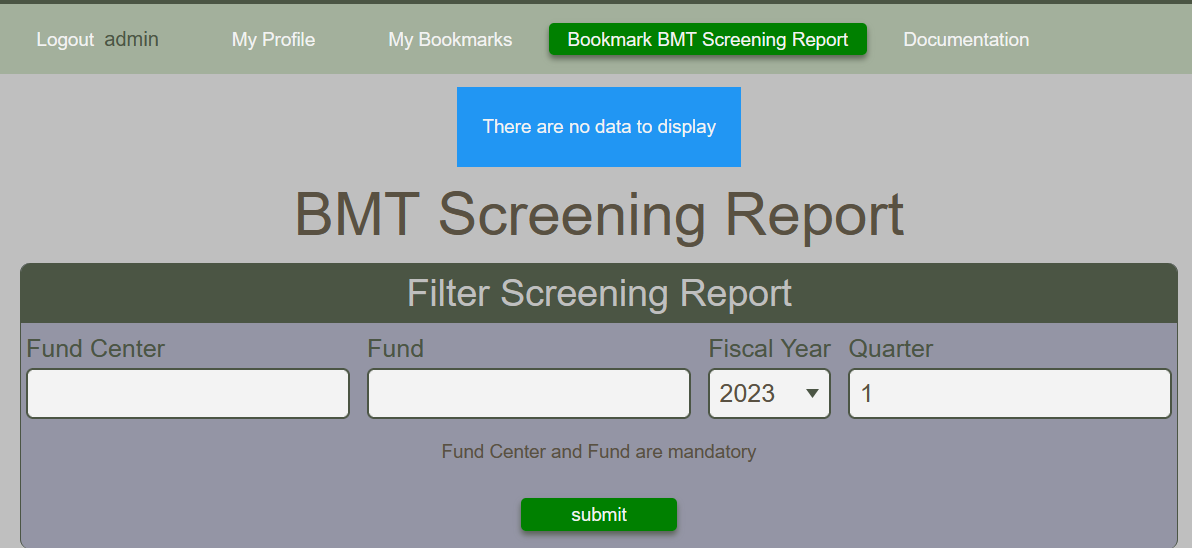 Logout admin My Profile My Bookmarks Bookmark BMT Screening Report Documentation
There are no data to display
BMT Screening Report
Filter Screening Report
Fund Center Fund Fiscal Year Quarter
2023 1
Fund Center and Fund are mandatory
submit